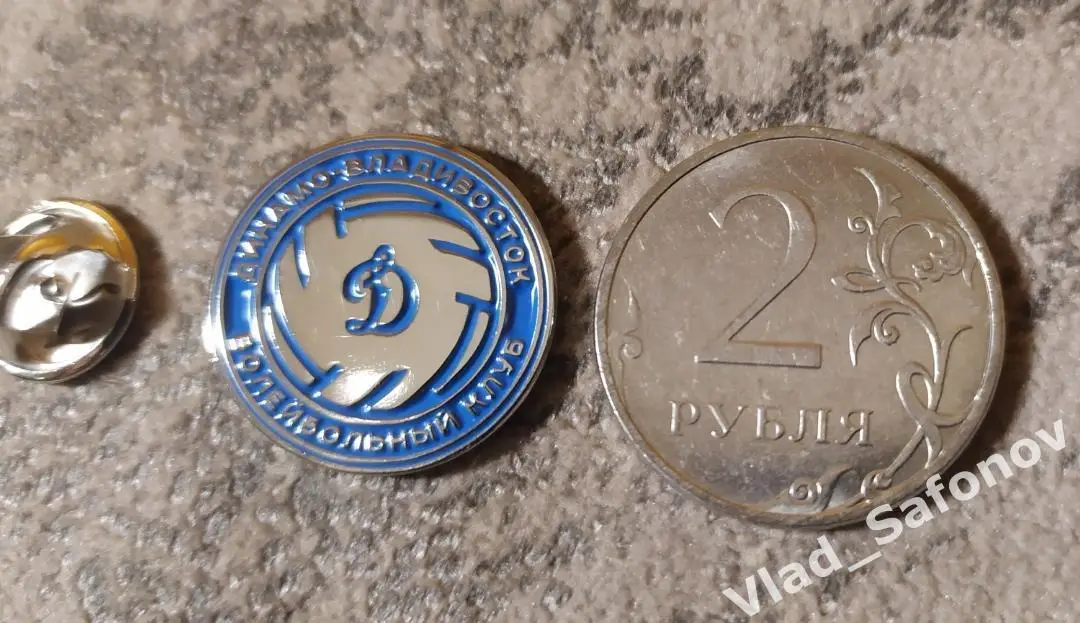 ДИНАМО-ВЛАДИВОСТОК
Д
ВОЛЕЙБОЛЬНЫЙ КЛУБ
2
РУБЛЯ
Vlad_Safonov